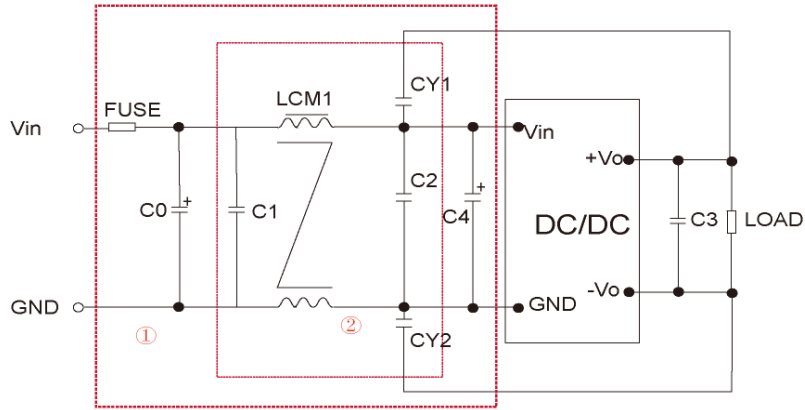 CY1
FUSE
LCM1
Vin
Vin
+Vo
C0
+
C1
C2
C4
+
DC/DC
C3
LOAD
GND
GND
-Vo
①
②
CY2